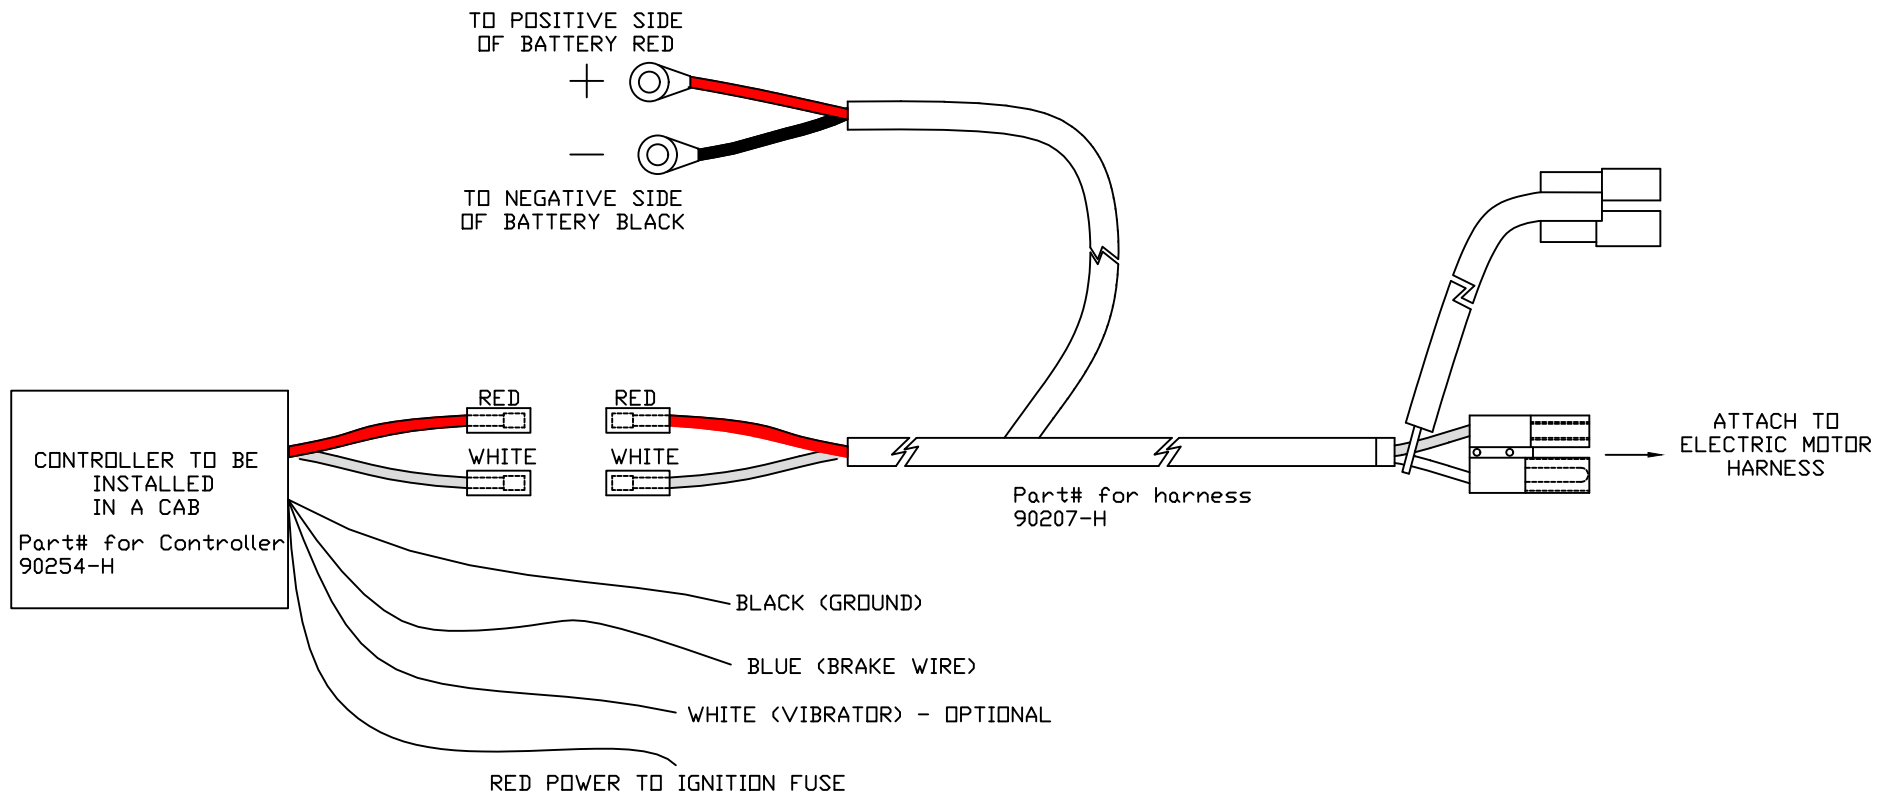 TO POSITIVE SIDE
OF BATTERY RED
+
−
TO NEGATIVE SIDE
OF BATTERY BLACK
RED
WHITE
RED
WHITE
CONTROLLER TO BE
INSTALLED
IN A CAB
Part# for Controller
90254-H
Part# for harness
90207-H
ATTACH TO
ELECTRIC MOTOR
HARNESS
BLACK (GROUND)
BLUE (BRAKE WIRE)
WHITE (VIBRATOR) - OPTIONAL
RED POWER TO IGNITION FUSE